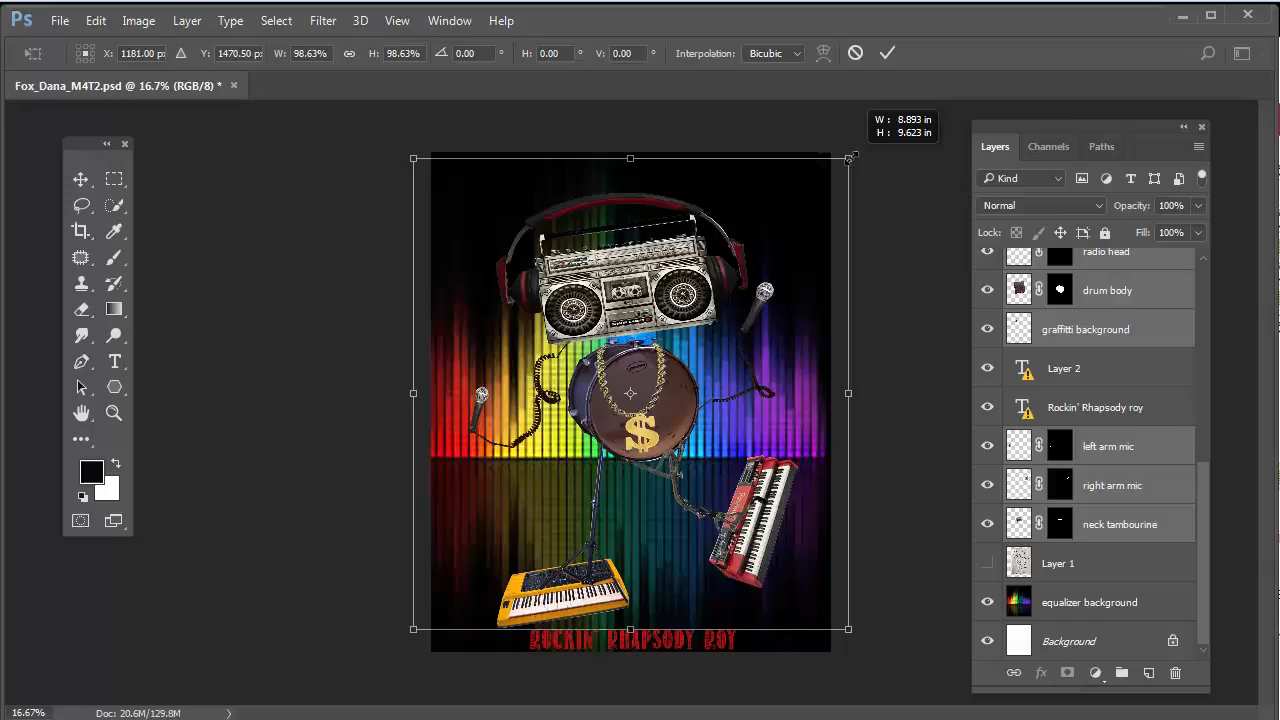 Ps File Edit Image Layer Type Select Filter 3D View Window Help
X: 1181.00 px Y: 1470.50 px W: 98.63% H: 98.63% 0.00 ° H: 0.00 ° V: 0.00 ° Interpolation: Bicubic
Fox_Dana_M4T2.psd @ 16.7% (RGB/8) * ×
W : 8.893 in
H : 9.623 in
Layers Channels Paths
Kind
Normal Opacity: 100%
Lock: Fill: 100%
radio head
drum body
graffitti background
Layer 2
Rockin' Rhapsody roy
left arm mic
right arm mic
neck tambourine
Layer 1
equalizer background
Background
$
ROCKIN' RHAPSODY ROY
16.67% Doc: 20.6M/129.8M